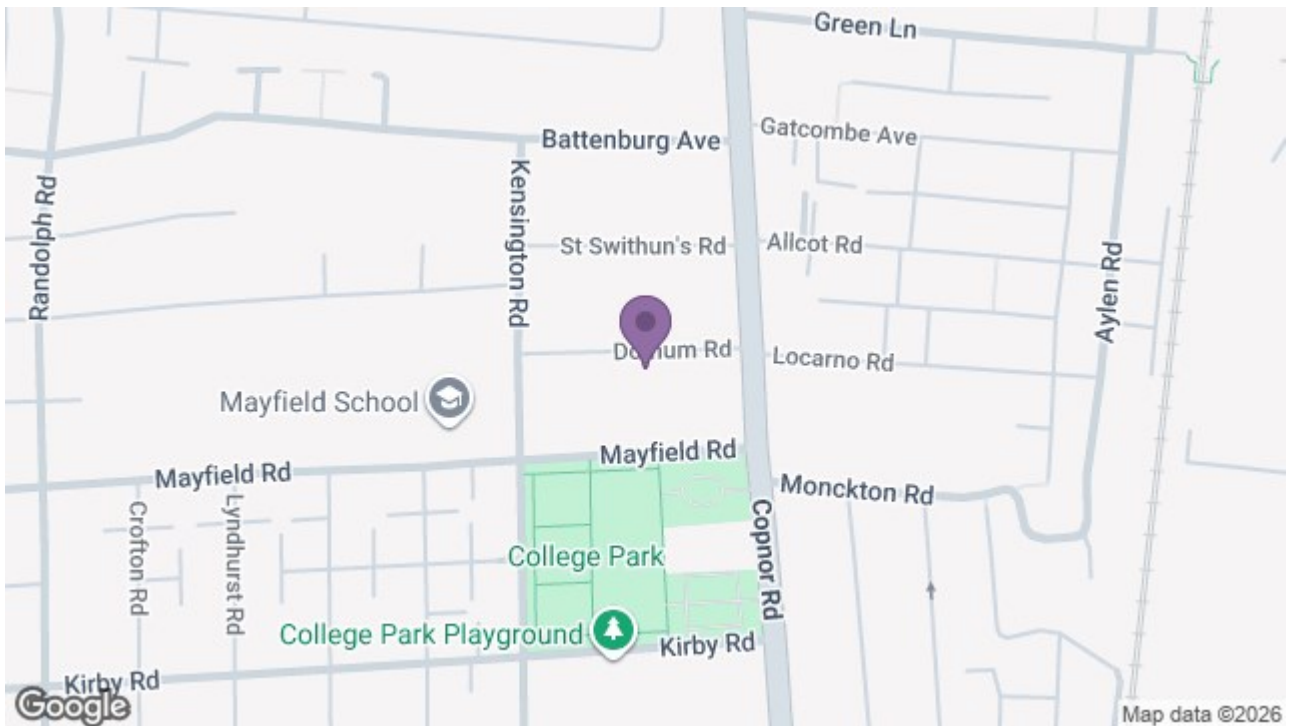 Green Ln
Battenburg Ave
Gatcombe Ave
Kensington Rd
Randolph Rd
St Swithun's Rd
Allcot Rd
Aylen Rd
Rd
Locarno Rd
Mayfield School
Mayfield Rd
Mayfield Rd
Monckton Rd
Crofton Rd
Lyndhurst Rd
Copnor Rd
College Park
College Park Playground
Kirby Rd
Kirby Rd
Google
Map data ©2026